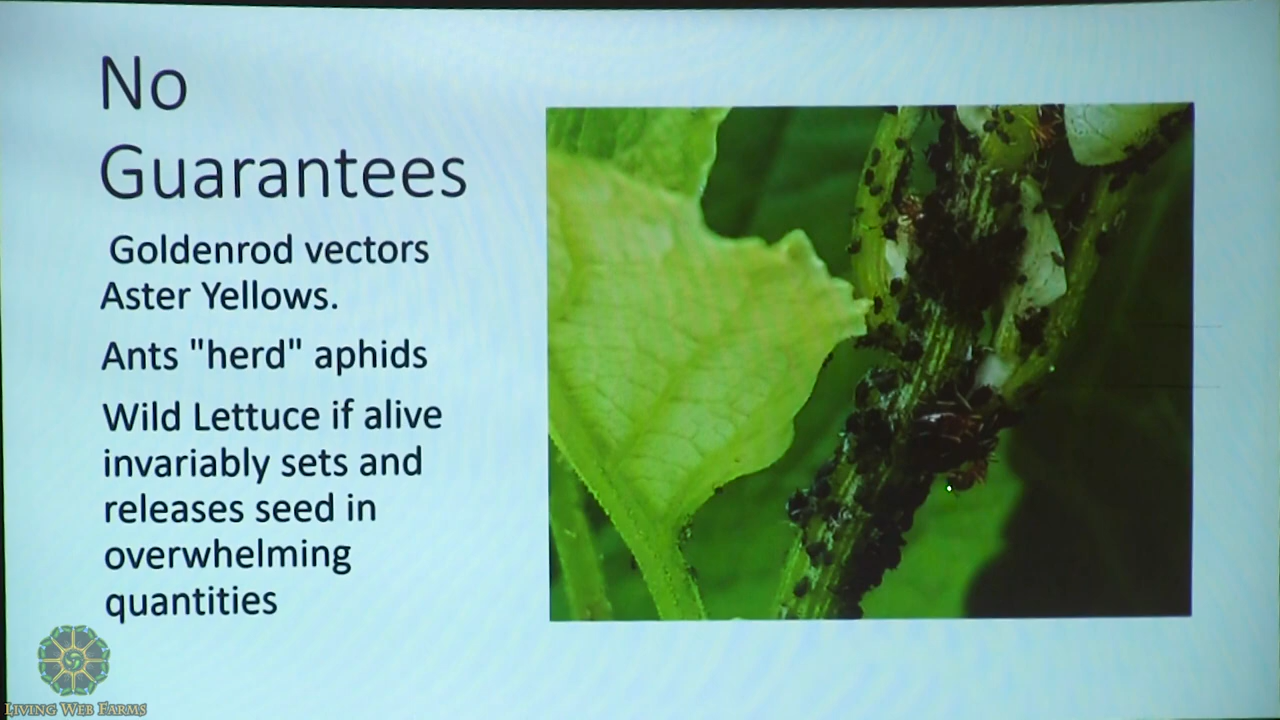 No
Guarantees
Goldenrod vectors
Aster Yellows.
Ants "herd" aphids
Wild Lettuce if alive
invariably sets and
releases seed in
overwhelming
quantities
LIVING WEB FARMS